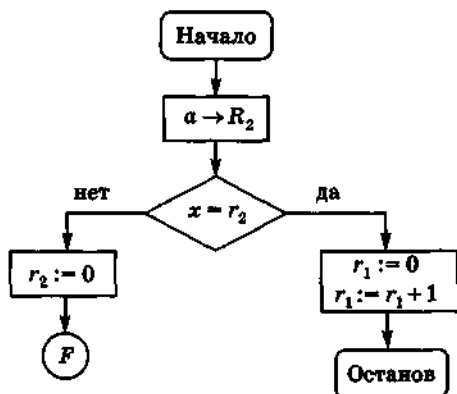 Начало
a → R₂
x = r₂
нет
да
r₂ := 0
r₁ := 0
r₁ := r₁ + 1
F
Останов